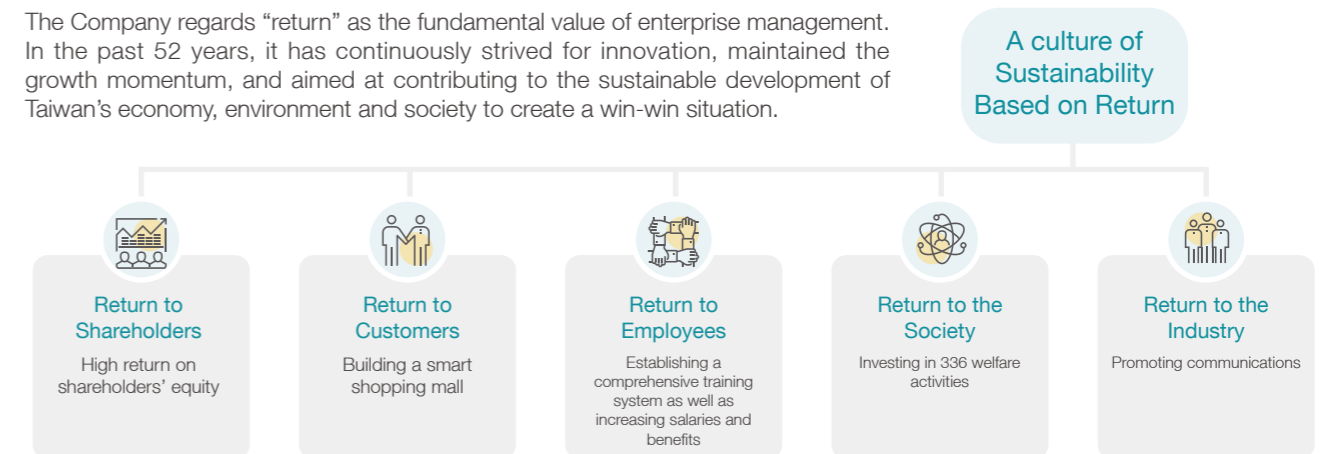 The Company regards “return” as the fundamental value of enterprise management.
In the past 52 years, it has continuously strived for innovation, maintained the
growth momentum, and aimed at contributing to the sustainable development of
Taiwan’s economy, environment and society to create a win-win situation.
A culture of
Sustainability
Based on Return
Return to
Shareholders
High return on
shareholders’ equity
Return to
Customers
Building a smart
shopping mall
Return to
Employees
Establishing a
comprehensive training
system as well as
increasing salaries and
benefits
Return to the
Society
Investing in 336 welfare
activities
Return to the
Industry
Promoting communications